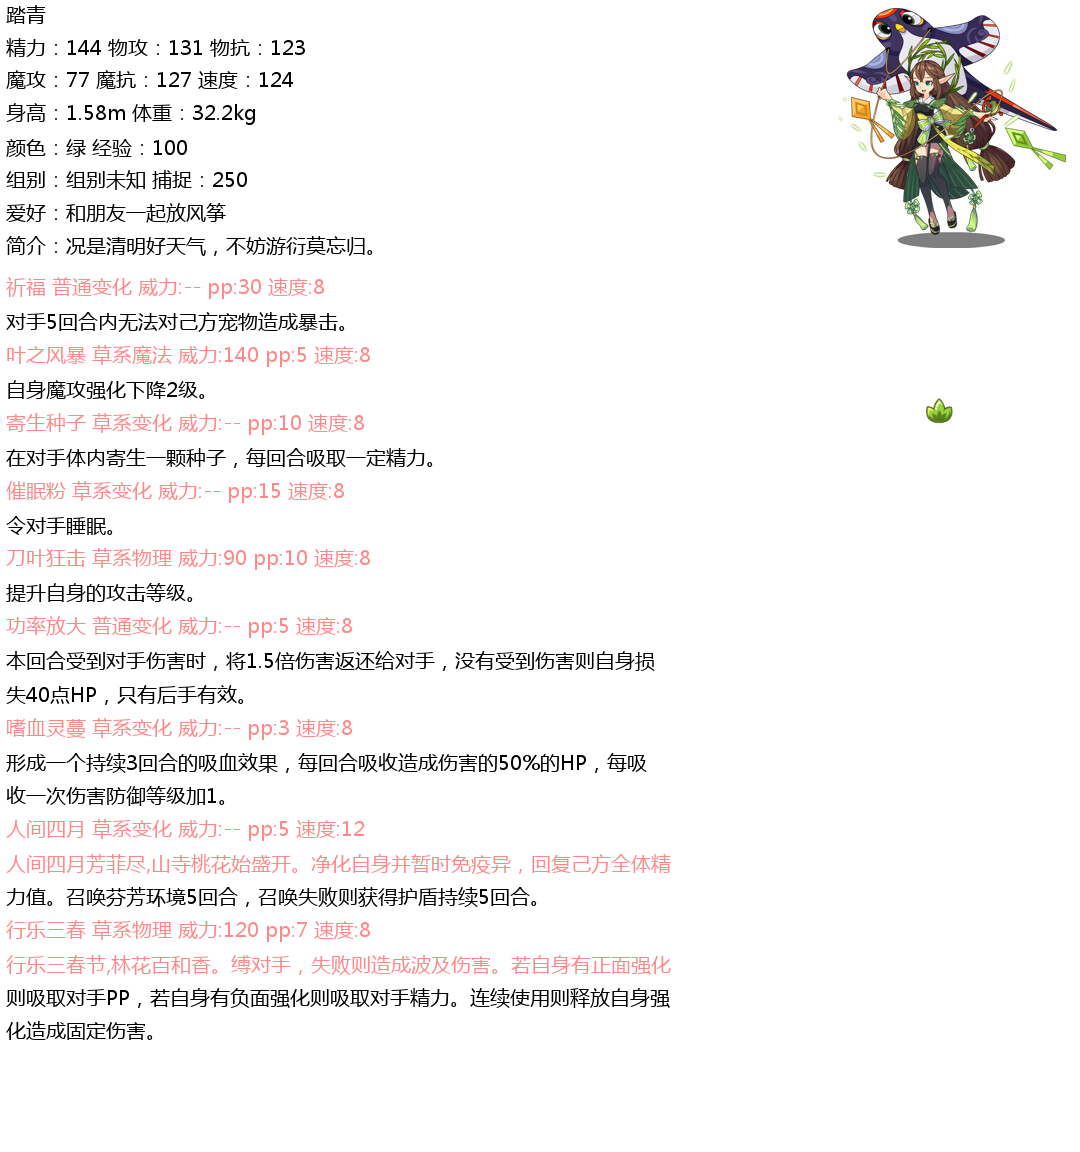 踏青
精力：144 物攻：131 物抗：123
魔攻：77 魔抗：127 速度：124
身高：1.58m 体重：32.2kg
颜色：绿 经验：100
组别：组别未知 捕捉：250
爱好：和朋友一起放风筝
简介：况是清明好天气，不妨游衍莫忘归。
祈福 普通变化 威力:-- pp:30 速度:8
对手5回合内无法对己方宠物造成暴击。
叶之风暴 草系魔法 威力:140 pp:5 速度:8
自身魔攻强化下降2级。
寄生种子 草系变化 威力:-- pp:10 速度:8
在对手体内寄生一颗种子，每回合吸取一定精力。
催眠粉 草系变化 威力:-- pp:15 速度:8
令对手睡眠。
刀叶狂击 草系物理 威力:90 pp:10 速度:8
提升自身的攻击等级。
功率放大 普通变化 威力:-- pp:5 速度:8
本回合受到对手伤害时，将1.5倍伤害返还给对手，没有受到伤害则自身损
失40点HP，只有后手有效。
嗜血灵蔓 草系变化 威力:-- pp:3 速度:8
形成一个持续3回合的吸血效果，每回合吸收造成伤害的50%的HP，每吸
收一次伤害防御等级加1。
人间四月 草系变化 威力:-- pp:5 速度:12
人间四月芳菲尽,山寺桃花始盛开。净化自身并暂时免疫异，回复己方全体精
力值。召唤芬芳环境5回合，召唤失败则获得护盾持续5回合。
行乐三春 草系物理 威力:120 pp:7 速度:8
行乐三春节,林花百和香。缚对手，失败则造成波及伤害。若自身有正面强化
则吸取对手PP，若自身有负面强化则吸取对手精力。连续使用则释放自身强
化造成固定伤害。